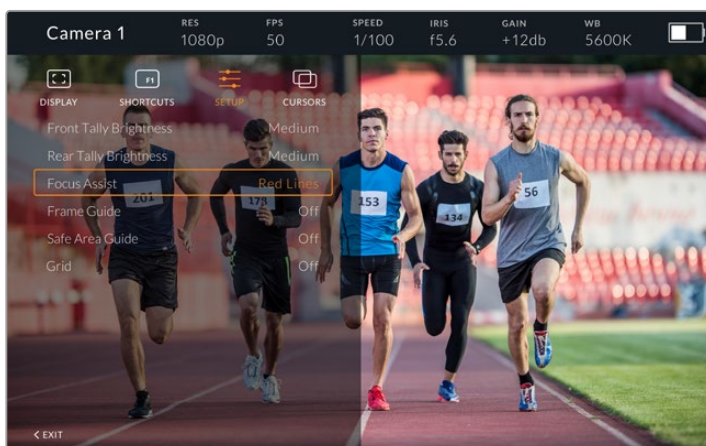 Camera 1
RES
1080p
FPS
50
SPEED
1/100
IRIS
f5.6
GAIN
+12db
WB
5600K
DISPLAY
F1
SHORTCUTS
SETUP
CURSORS
Front Tally Brightness Medium
Rear Tally Brightness Medium
Focus Assist Red Lines
Frame Guide Off
Safe Area Guide Off
Grid Off
201
178
153
134
56
< EXIT